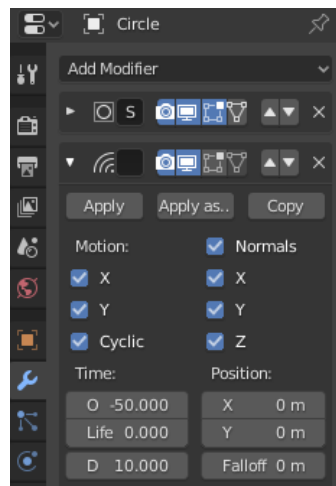 Circle
Add Modifier
S
Apply Apply as.. Copy
Motion: Normals
X X
Y Y
Cyclic Z
Time: Position:
O -50.000 X 0 m
Life 0.000 Y 0 m
D 10.000 Falloff 0 m